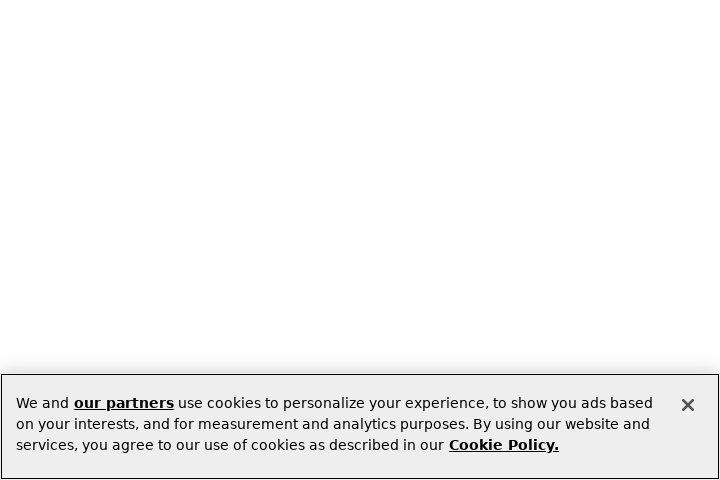 We and our partners use cookies to personalize your experience, to show you ads based
on your interests, and for measurement and analytics purposes. By using our website and
services, you agree to our use of cookies as described in our Cookie Policy.